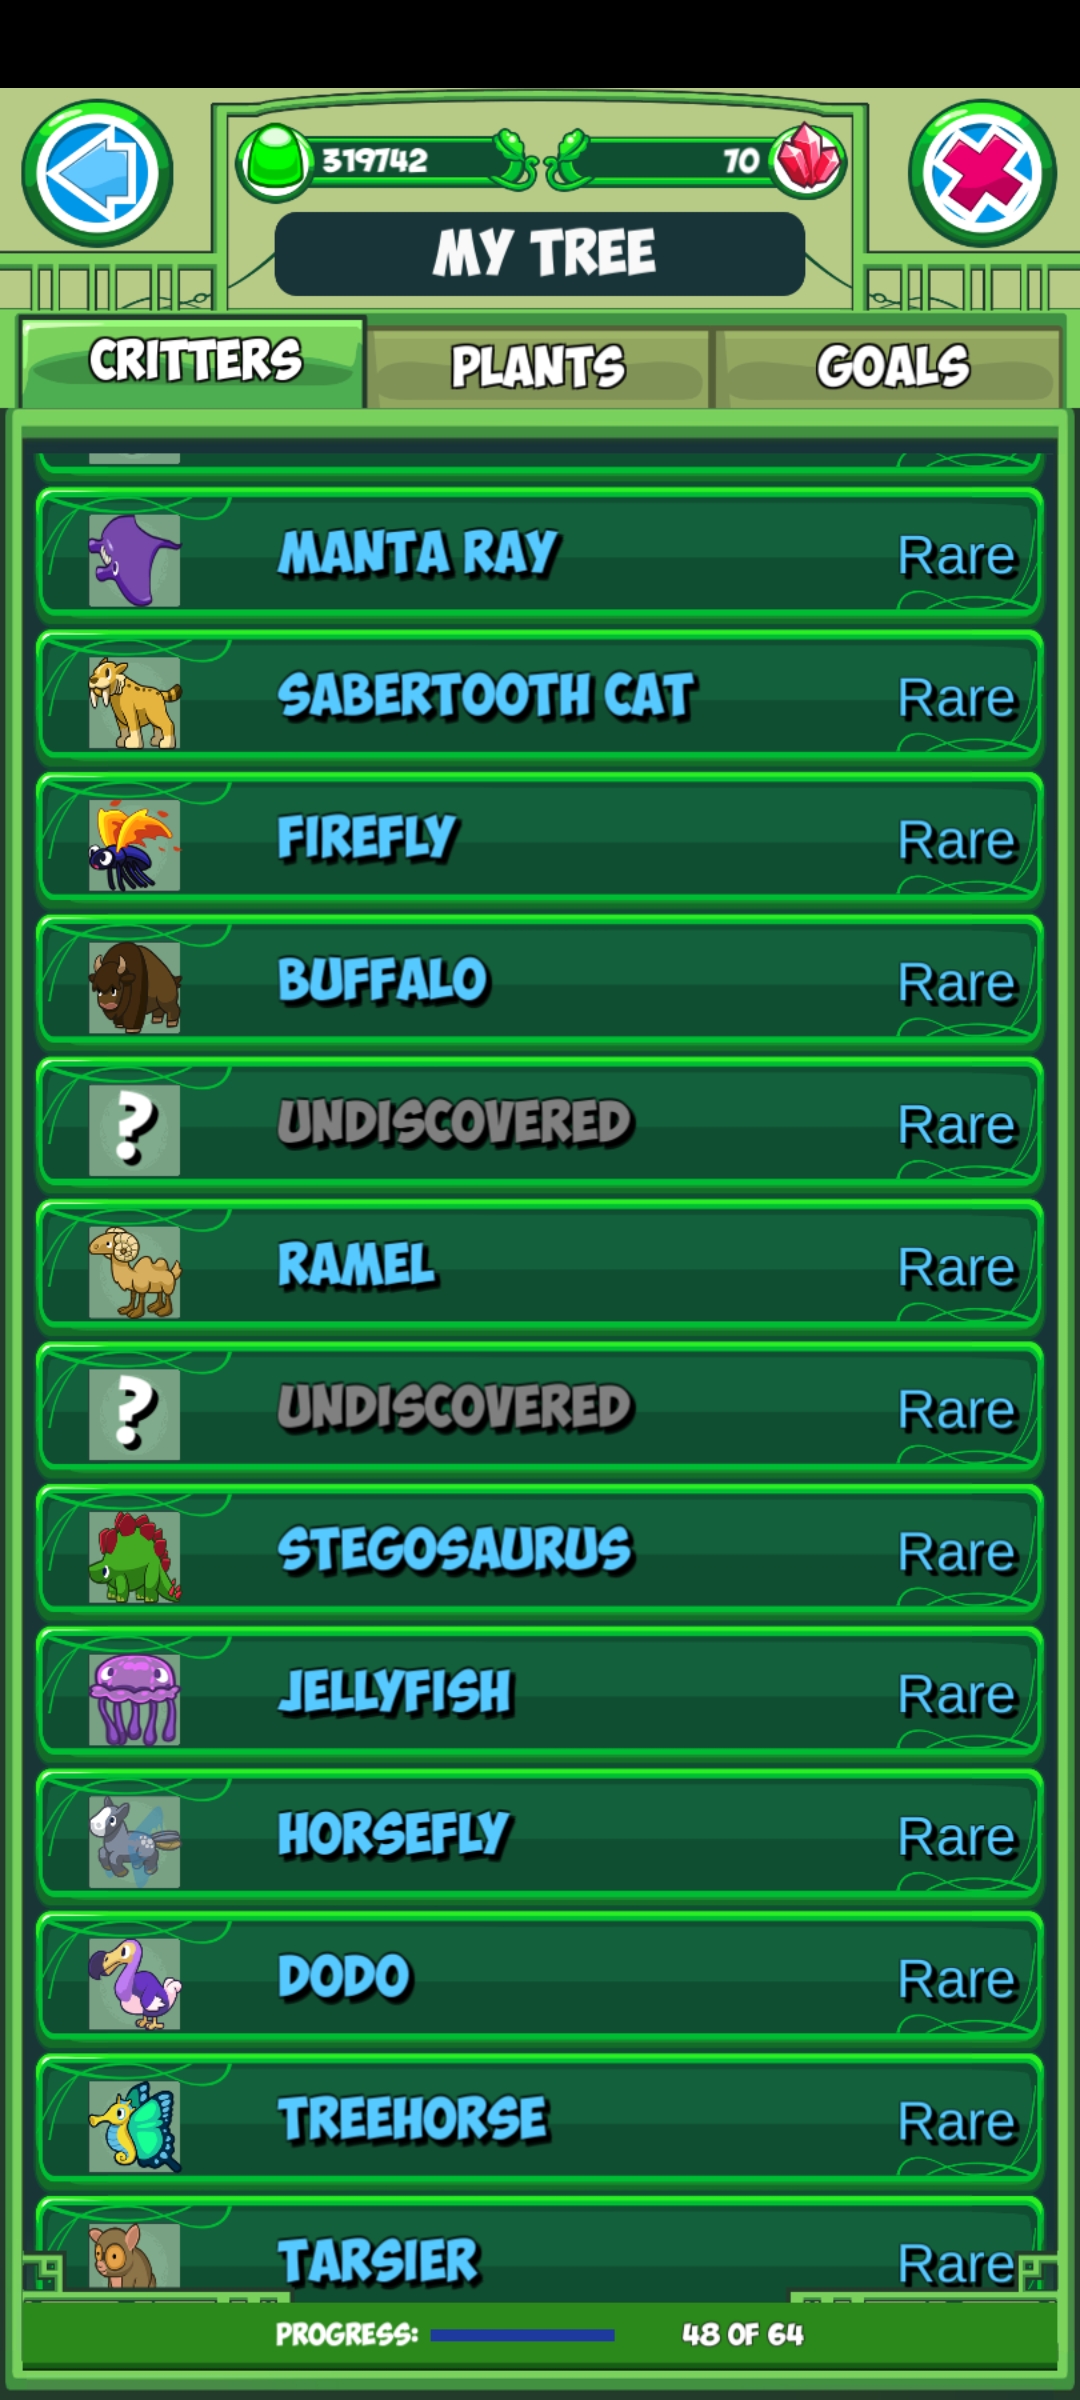 319742
70
MY TREE
CRITTERS
PLANTS
GOALS
MANTA RAY
Rare
SABERTOOTH CAT
Rare
FIREFLY
Rare
BUFFALO
Rare
?
UNDISCOVERED
Rare
RAMEL
Rare
?
UNDISCOVERED
Rare
STEGOSAURUS
Rare
JELLYFISH
Rare
HORSEFLY
Rare
DODO
Rare
TREEHORSE
Rare
TARSIER
Rare
PROGRESS:
48 OF 64